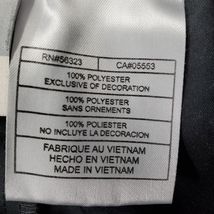 RN#56323 CA#05553
100% POLYESTER
EXCLUSIVE OF DECORATION
100% POLYESTER
SANS ORNEMENTS
100% POLIESTER
NO INCLUYE LA DECORACION
FABRIQUE AU VIETNAM
HECHO EN VIETNAM
MADE IN VIETNAM